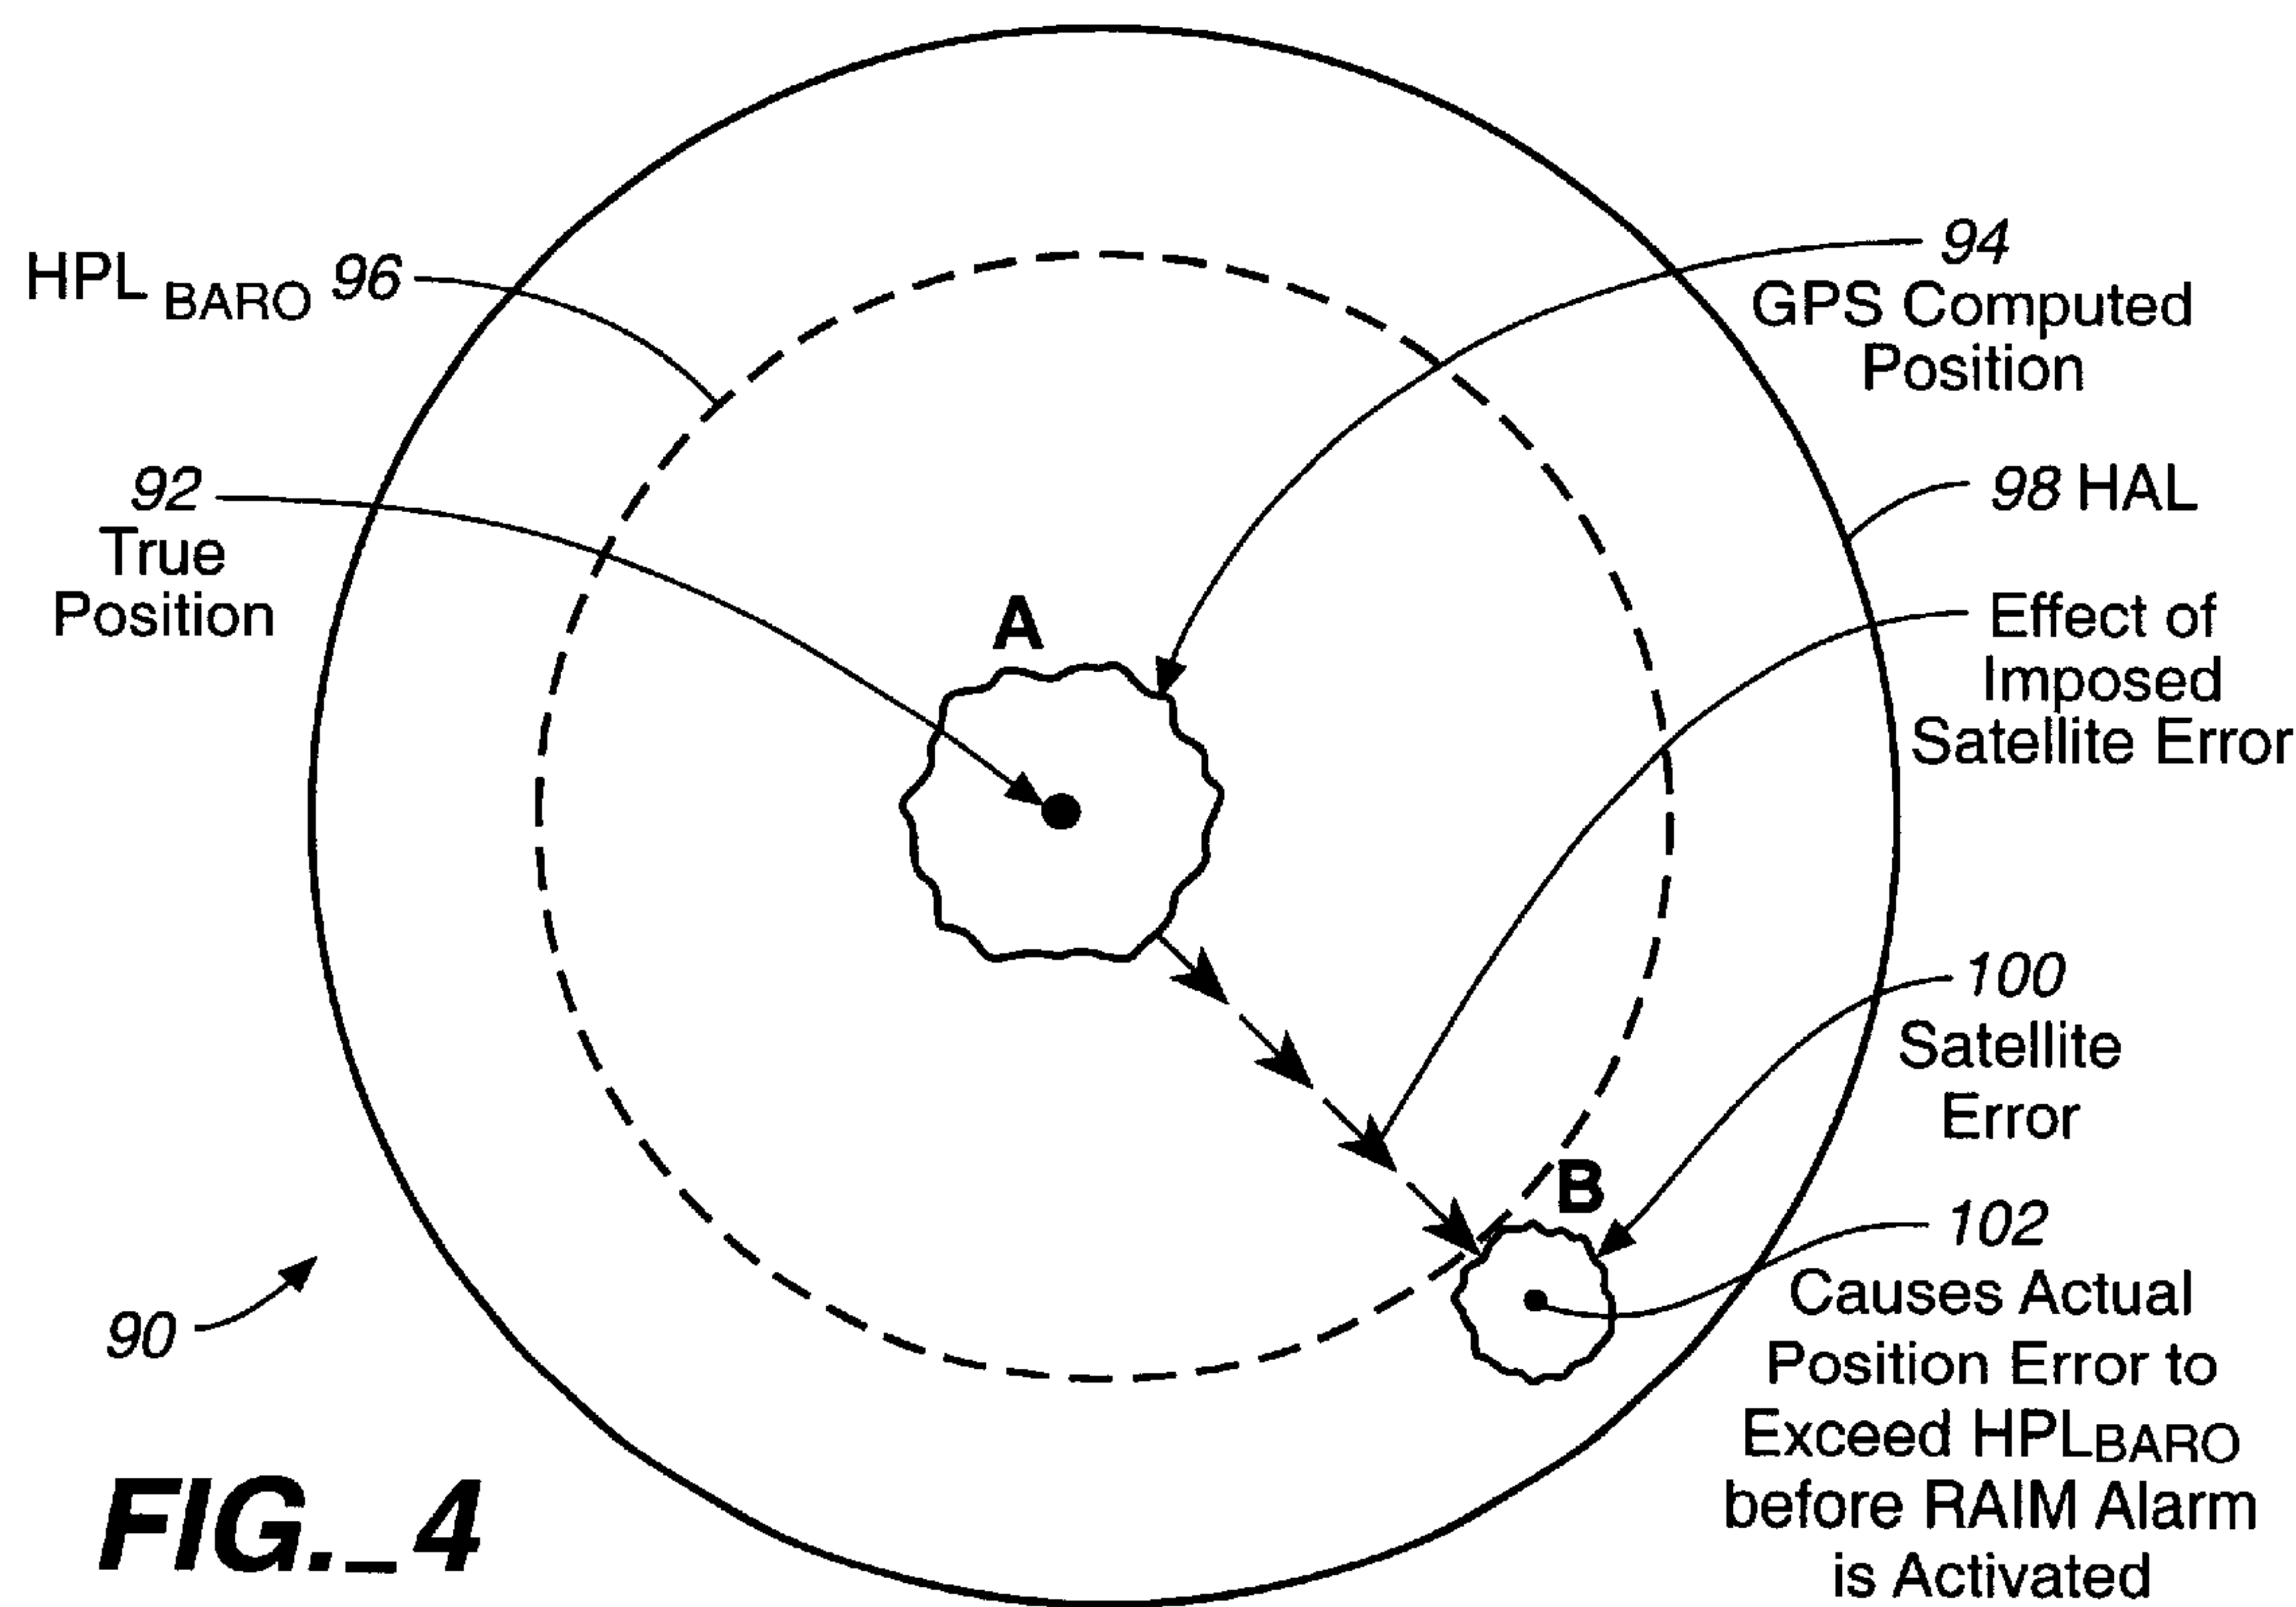 HPL BARO 96
94
GPS Computed
Position
92
True
Position
98 HAL
A
Effect of
Imposed
Satellite Error
100
Satellite
Error
B
102
Causes Actual
Position Error to
Exceed HPLBARO
before RAIM Alarm
is Activated
90
FIG._4